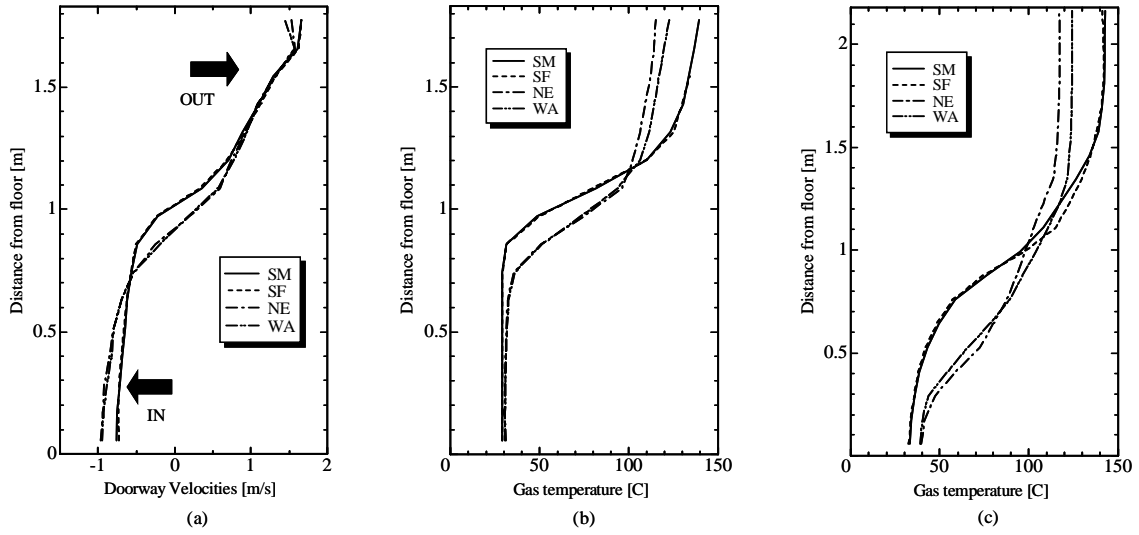 1.5
1
0.5
0
Distance from floor [m]
OUT
IN
SM
SF
NE
WA
-1
0
1
2
Doorway Velocities [m/s]
(a)
1.5
1
0.5
Distance from floor [m]
SM
SF
NE
WA
0
50
100
150
Gas temperature [C]
(b)
2
1.5
1
0.5
Distance from floor [m]
SM
SF
NE
WA
0
50
100
150
Gas temperature [C]
(c)